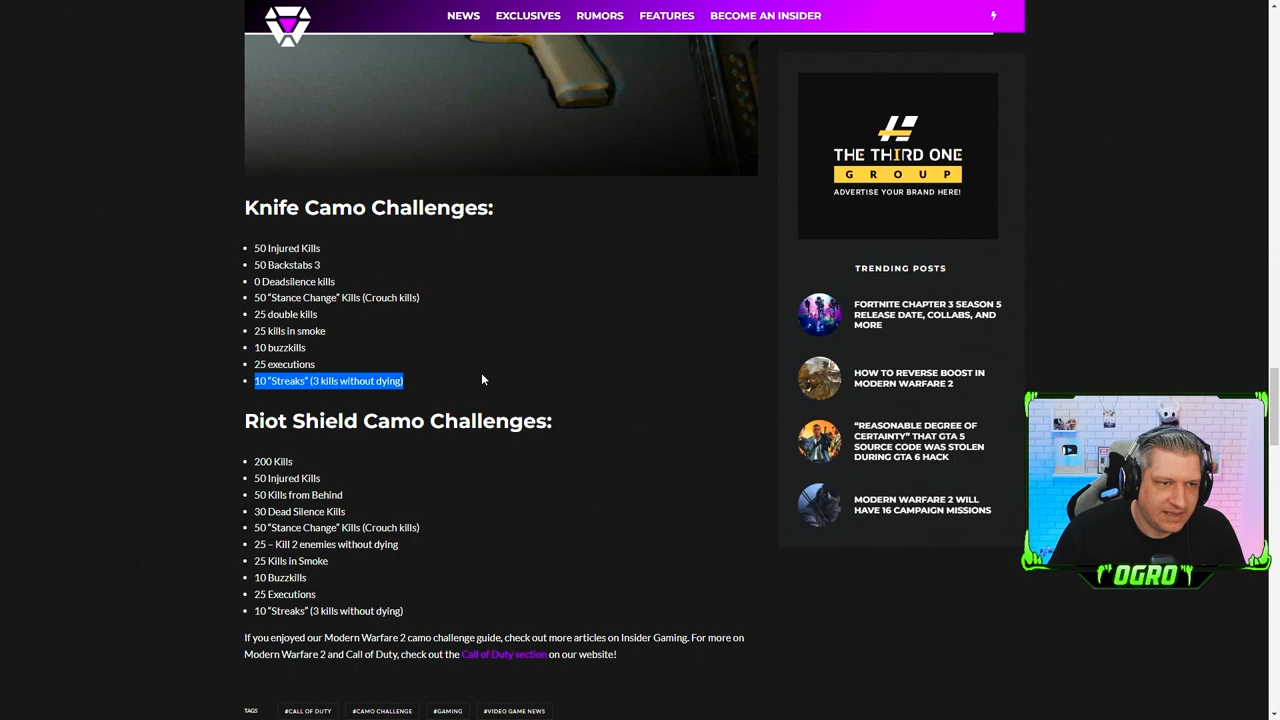 NEWS EXCLUSIVES RUMORS FEATURES BECOME AN INSIDER
Knife Camo Challenges:
50 Injured Kills
50 Backstabs 3
0 Deadsilence kills
50 “Stance Change” Kills (Crouch kills)
25 double kills
25 kills in smoke
10 buzzkills
25 executions
10 “Streaks” (3 kills without dying)
Riot Shield Camo Challenges:
200 Kills
50 Injured Kills
50 Kills from Behind
30 Dead Silence Kills
50 “Stance Change” Kills (Crouch kills)
25 – Kill 2 enemies without dying
25 Kills in Smoke
10 Buzzkills
25 Executions
10 “Streaks” (3 kills without dying)
If you enjoyed our Modern Warfare 2 camo challenge guide, check out more articles on Insider Gaming. For more on
Modern Warfare 2 and Call of Duty, check out the Call of Duty section on our website!
TAGS #CALL OF DUTY #CAMO CHALLENGE #GAMING #VIDEO GAME NEWS
THE THIRD ONE
GROUP
ADVERTISE YOUR BRAND HERE!
TRENDING POSTS
FORTNITE CHAPTER 3 SEASON 5
RELEASE DATE, COLLABS, AND
MORE
HOW TO REVERSE BOOST IN
MODERN WARFARE 2
“REASONABLE DEGREE OF
CERTAINTY” THAT GTA 5
SOURCE CODE WAS STOLEN
DURING GTA 6 HACK
MODERN WARFARE 2 WILL
HAVE 16 CAMPAIGN MISSIONS
OGRO